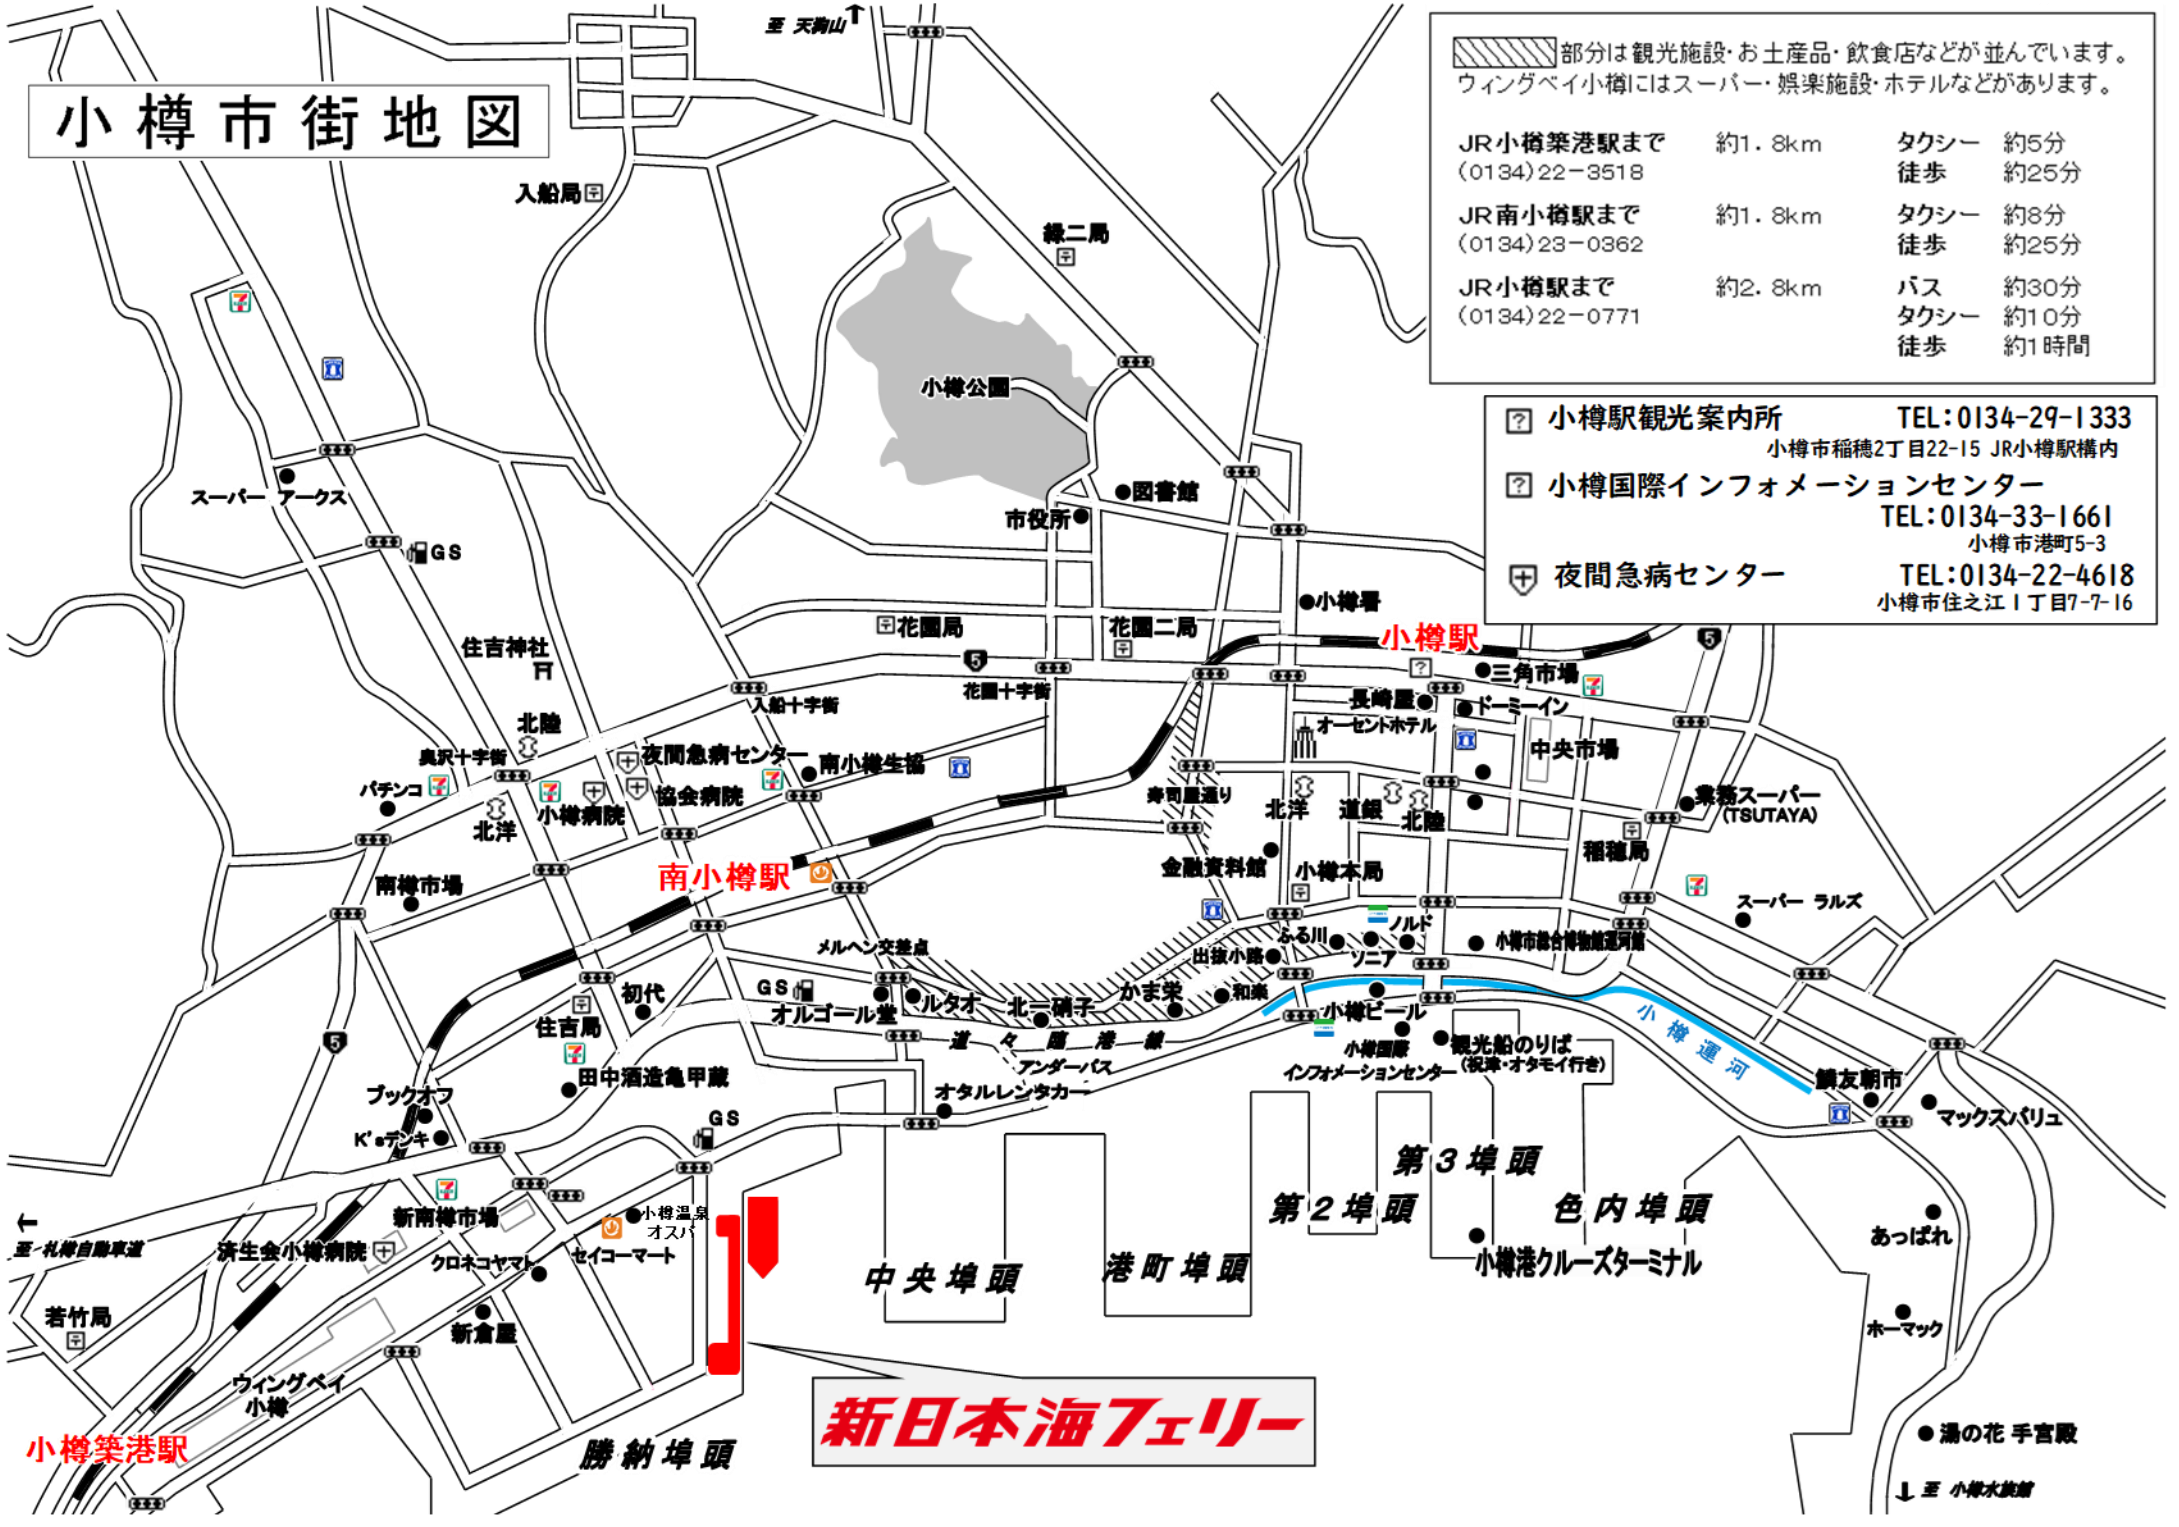 小樽市街地図
至 天狗山
部分は観光施設・お土産品・飲食店などが並んでいます。
ウィングベイ小樽にはスーパー・娯楽施設・ホテルなどがあります。
JR小樽築港駅まで 約1.8km タクシー 約5分
(0134)22-3518 徒歩 約25分
JR南小樽駅まで 約1.8km タクシー 約8分
(0134)23-0362 徒歩 約25分
JR小樽駅まで 約2.8km バス 約30分
(0134)22-0771 タクシー 約10分
徒歩 約1時間
? 小樽駅観光案内所 TEL:0134-29-1333
小樽市稲穂2丁目22-15 JR小樽駅構内
? 小樽国際インフォメーションセンター
TEL:0134-33-1661
小樽市港町5-3
夜間急病センター TEL:0134-22-4618
小樽市住之江1丁目7-7-16
入船局
緑二局
小樽公園
スーパー アークス
図書館
市役所
GS
小樽署
花園局
花園二局
小樽駅
住吉神社
5
5
?
三角市場
花園十字街
長崎屋
ドーミーイン
入船十字街
北陸
オーセントホテル
中央市場
奥沢十字街
夜間急病センター
南小樽生協
パチンコ
協会病院
寿司屋通り
業務スーパー
(TSUTAYA)
北洋
小樽病院
北洋
道銀
北陸
稲穂局
南小樽駅
金融資料館
小樽本局
南樽市場
スーパー ラルズ
ノルド
ふる川
メルヘン交差点
出抜小路
ソニア
小樽市総合博物館運河館
GS
初代
ルタオ
かま栄
和楽
住吉局
オルゴール堂
北一硝子
小樽ビール
小樽運河
5
道々臨港線
小樽国際
インフォメーションセンター
観光船のりば
(祝津・オタモイ行き)
アンダーパス
田中酒造亀甲蔵
鱗友朝市
ブックオフ
オタルレンタカー
マックスバリュ
K'sデンキ
GS
第3埠頭
新南樽市場
小樽温泉
オスパ
第2埠頭
色内埠頭
至 札樽自動車道
済生会小樽病院
セイコーマート
クロネコヤマト
あっぱれ
中央埠頭
港町埠頭
小樽港クルーズターミナル
若竹局
新倉屋
ホーマック
ウィングベイ
小樽
新日本海フェリー
小樽築港駅
勝納埠頭
湯の花 手宮殿
至 小樽水族館